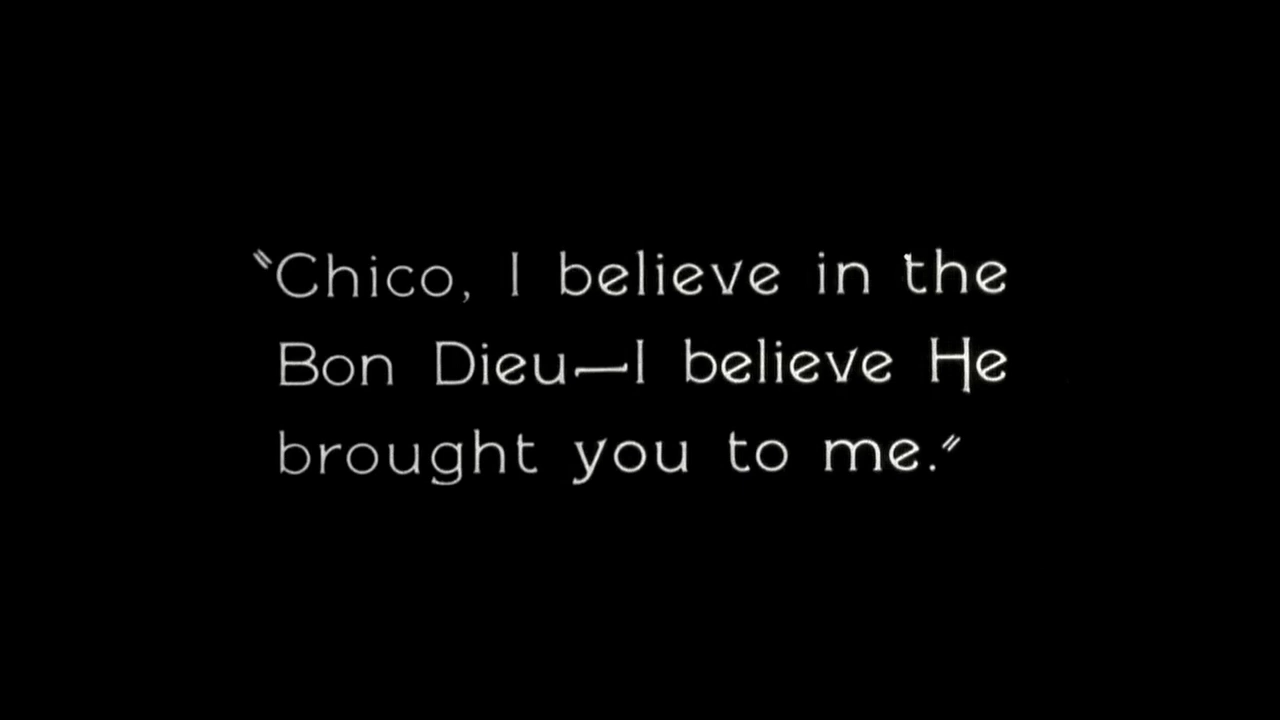 "Chico, I believe in the
Bon Dieu—I believe He
brought you to me."